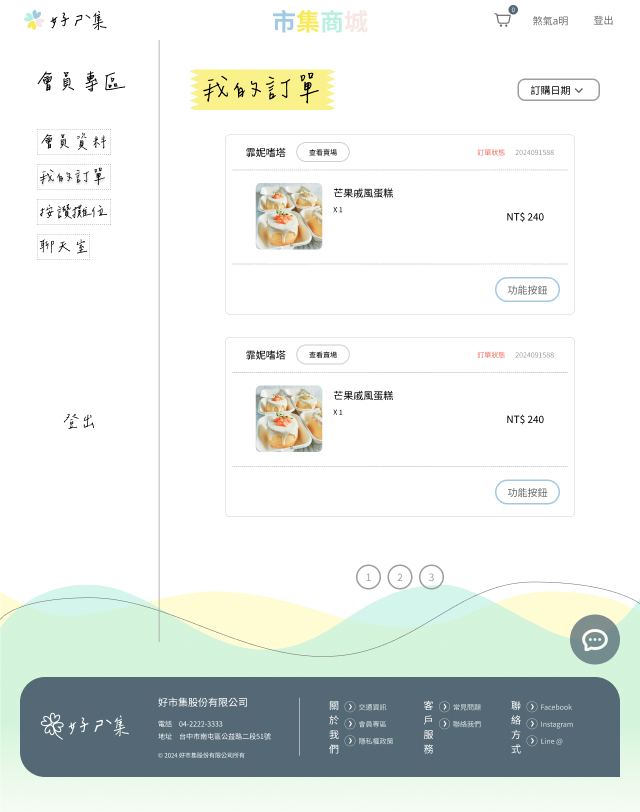 好ㄕ集
市集商城
0
煞氣a明
登出
會員專區
會員資料
我的訂單
按讚攤位
聊天室
登出
我的訂單
訂購日期
霏妮嗜塔
查看賣場
訂單狀態
2024091588
芒果戚風蛋糕
X 1
NT$ 240
功能按鈕
霏妮嗜塔
查看賣場
訂單狀態
2024091588
芒果戚風蛋糕
X 1
NT$ 240
功能按鈕
1
2
3
好ㄕ集
好市集股份有限公司
電話 04-2222-3333
地址 台中市南屯區公益路二段51號
© 2024 好市集股份有限公司所有
關於我們
交通資訊
會員專區
隱私權政策
客戶服務
常見問題
聯絡我們
聯絡方式
Facebook
Instagram
Line @